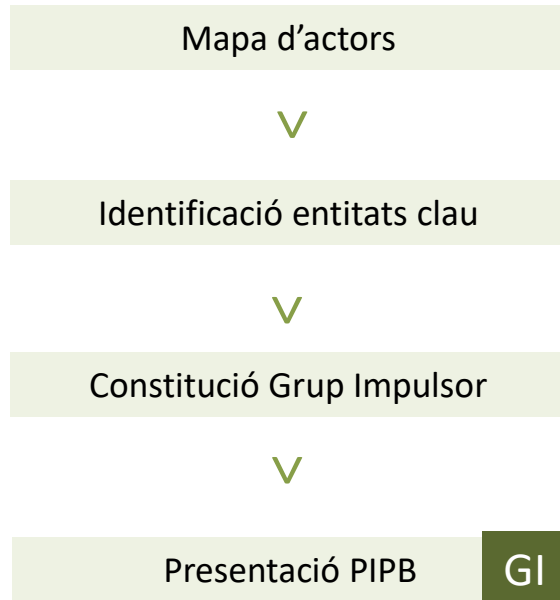 Mapa d’actors
Identificació entitats clau
Constitució Grup Impulsor
Presentació PIPB
GI